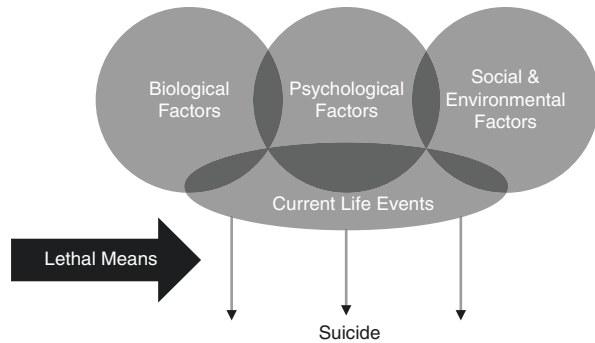 Biological
Factors
Psychological
Factors
Social &
Environmental
Factors
Current Life Events
Lethal Means
Suicide